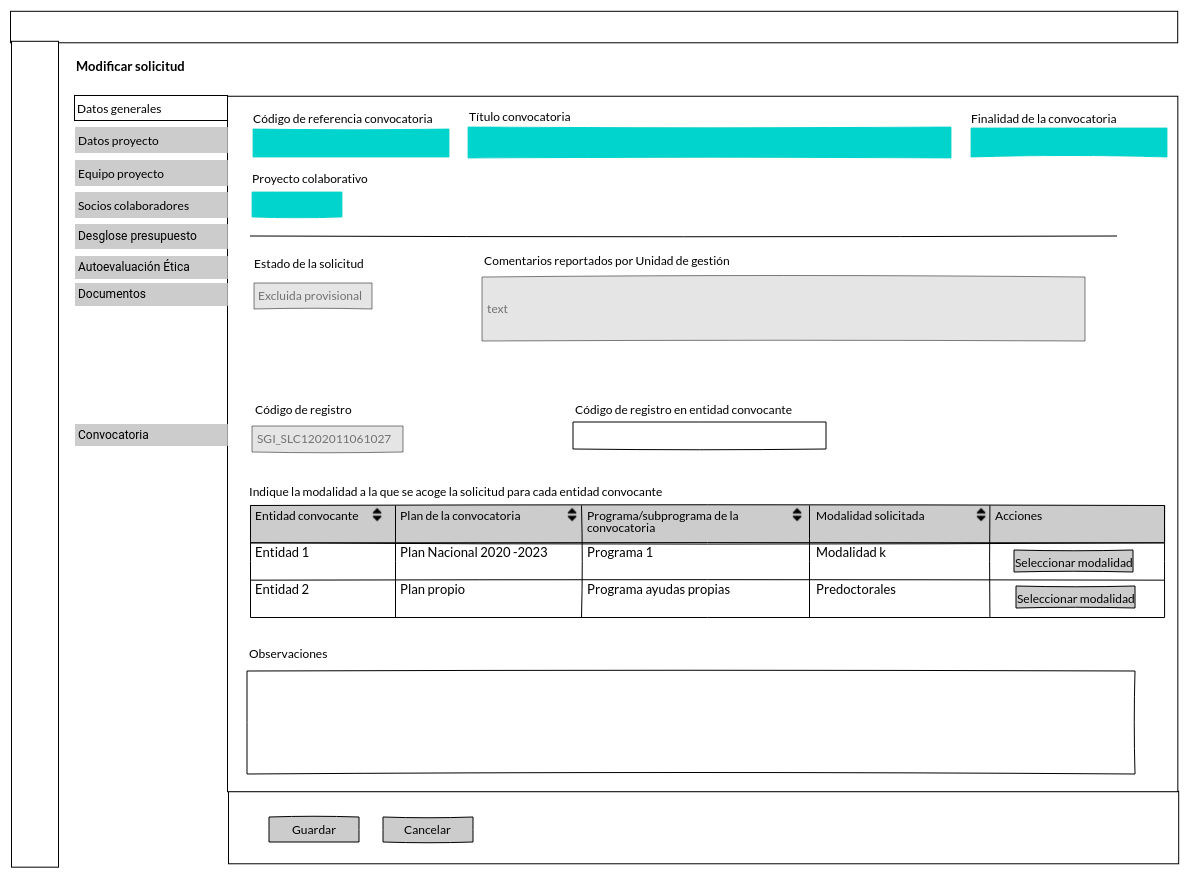 Modificar solicitud
Datos generales
Datos proyecto
Equipo proyecto
Socios colaboradores
Desglose presupuesto
Autoevaluación Ética
Documentos
Convocatoria
Código de referencia convocatoria
Título convocatoria
Finalidad de la convocatoria
Proyecto colaborativo
Estado de la solicitud
Comentarios reportados por Unidad de gestión
Excluida provisional
text
Código de registro
Código de registro en entidad convocante
SGI_SLC1202011061027
Indique la modalidad a la que se acoge la solicitud para cada entidad convocante
Entidad convocante
Plan de la convocatoria
Programa/subprograma de la
convocatoria
Modalidad solicitada
Acciones
Entidad 1
Plan Nacional 2020 -2023
Programa 1
Modalidad k
Seleccionar modalidad
Entidad 2
Plan propio
Programa ayudas propias
Predoctorales
Seleccionar modalidad
Observaciones
Guardar
Cancelar